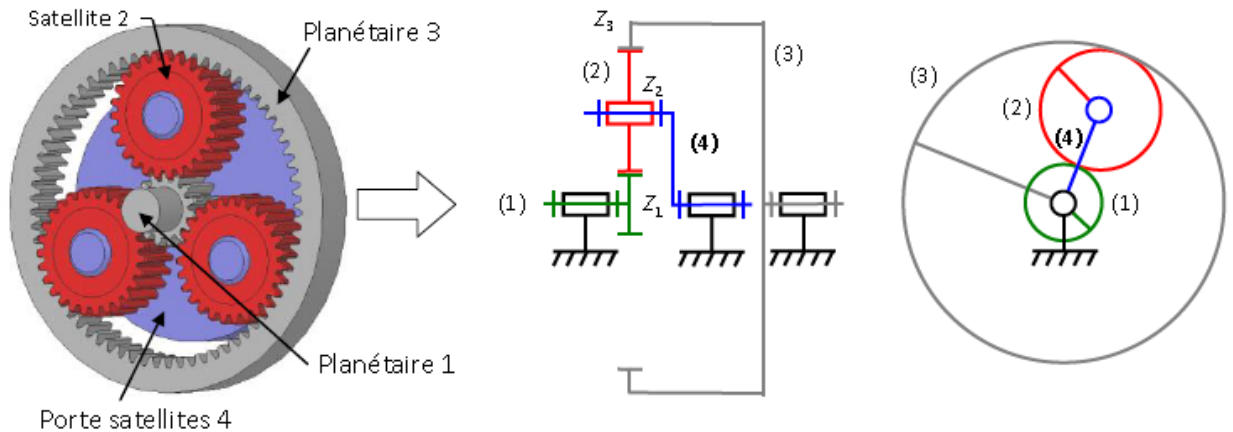 Satellite 2
Planétaire 3
Planétaire 1
Porte satellites 4
Z3
(2)
Z2
(3)
(4)
(1)
Z1
(3)
(2)
(4)
(1)